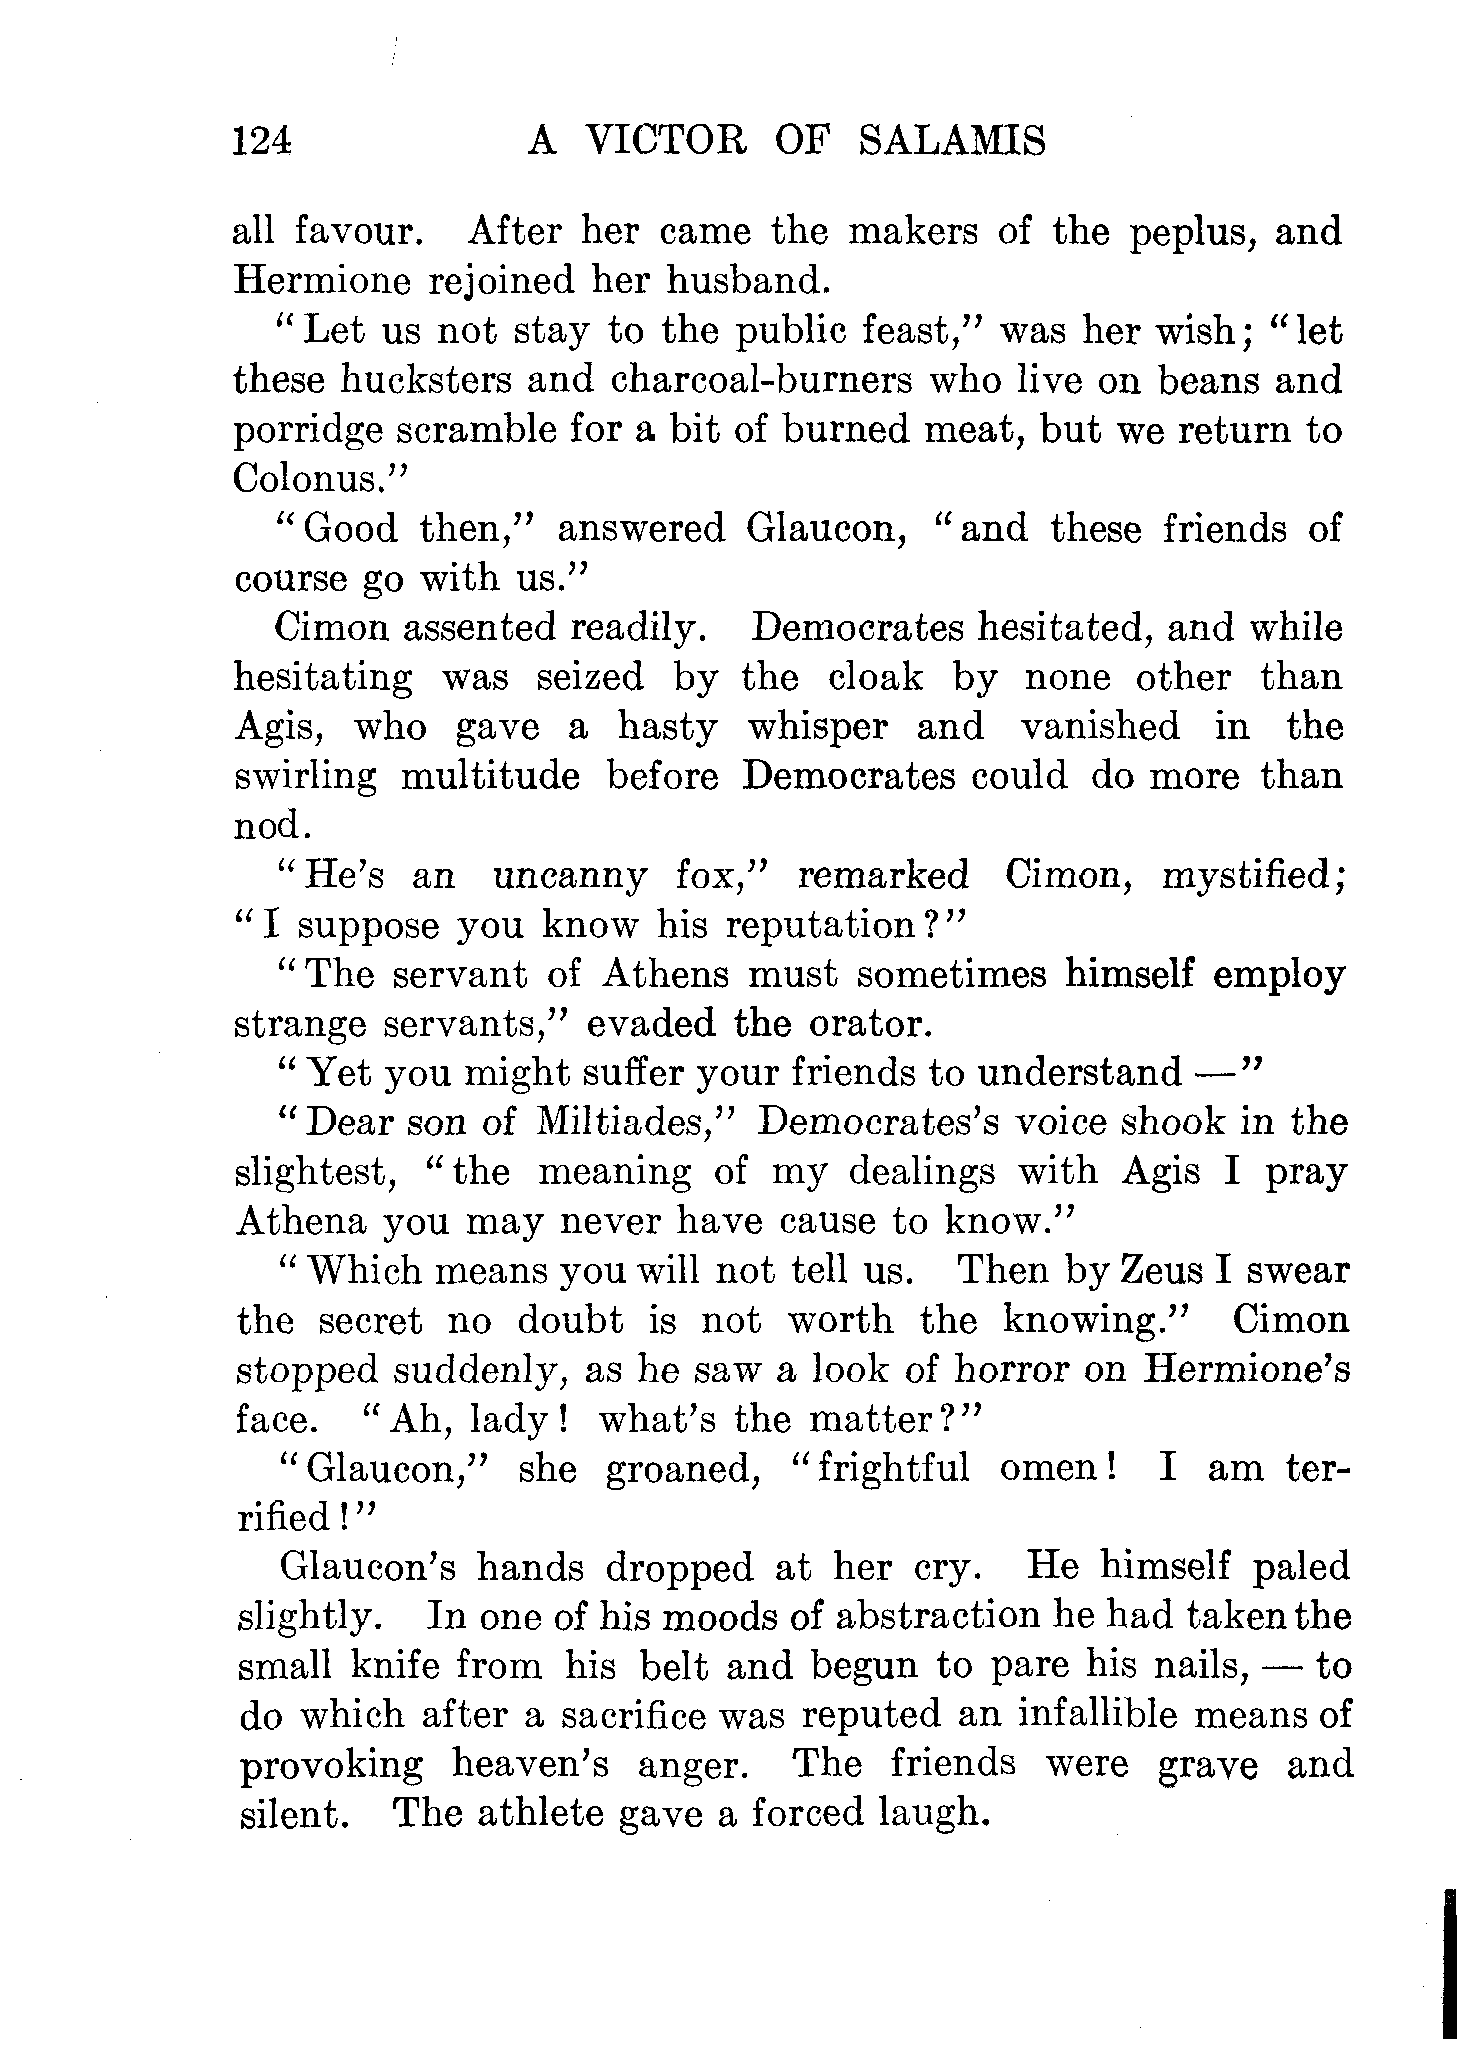 124 A VICTOR OF SALAMIS
all favour. After her came the makers of the peplus, and
Hermione rejoined her husband.
“Let us not stay to the public feast,” was her wish; “let
these hucksters and charcoal-burners who live on beans and
porridge scramble for a bit of burned meat, but we return to
Colonus.”
“Good then,” answered Glaucon, “and these friends of
course go with us.”
Cimon assented readily. Democrates hesitated, and while
hesitating was seized by the cloak by none other than
Agis, who gave a hasty whisper and vanished in the
swirling multitude before Democrates could do more than
nod.
“He’s an uncanny fox,” remarked Cimon, mystified;
“I suppose you know his reputation?”
“The servant of Athens must sometimes himself employ
strange servants,” evaded the orator.
“Yet you might suffer your friends to understand —”
“Dear son of Miltiades,” Democrates’s voice shook in the
slightest, “the meaning of my dealings with Agis I pray
Athena you may never have cause to know.”
“Which means you will not tell us. Then by Zeus I swear
the secret no doubt is not worth the knowing.” Cimon
stopped suddenly, as he saw a look of horror on Hermione’s
face. “Ah, lady! what’s the matter?”
“Glaucon,” she groaned, “frightful omen! I am ter-
rified!”
Glaucon’s hands dropped at her cry. He himself paled
slightly. In one of his moods of abstraction he had taken the
small knife from his belt and begun to pare his nails, — to
do which after a sacrifice was reputed an infallible means of
provoking heaven’s anger. The friends were grave and
silent. The athlete gave a forced laugh.